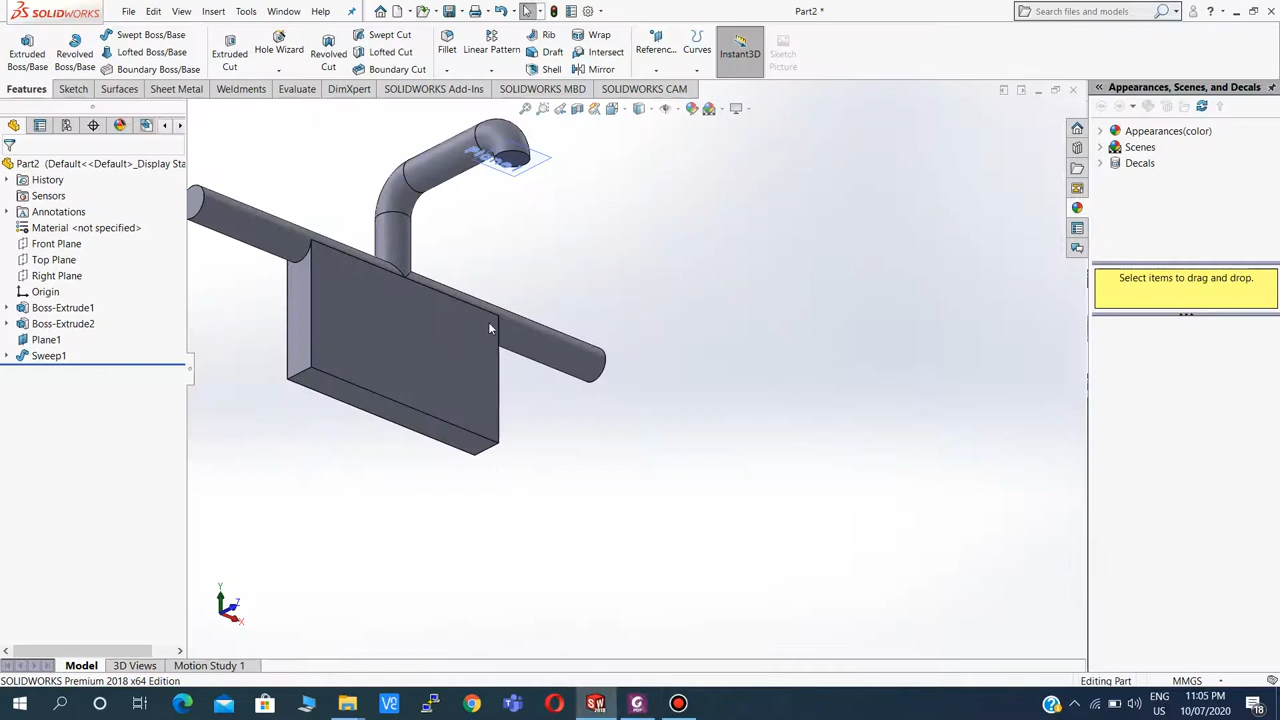 SOLIDWORKS
File
Edit
View
Insert
Tools
Window
Help
Part2 *
Search files and models
Extruded Boss/Base
Revolved Boss/Base
Swept Boss/Base
Lofted Boss/Base
Boundary Boss/Base
Extruded Cut
Hole Wizard
Revolved Cut
Swept Cut
Lofted Cut
Boundary Cut
Fillet
Linear Pattern
Rib
Draft
Shell
Wrap
Intersect
Mirror
Referenc...
Curves
Instant3D
Sketch Picture
Features
Sketch
Surfaces
Sheet Metal
Weldments
Evaluate
DimXpert
SOLIDWORKS Add-Ins
SOLIDWORKS MBD
SOLIDWORKS CAM
Appearances, Scenes, and Decals
Appearances(color)
Scenes
Decals
Select items to drag and drop.
Part2 (Default<<Default>_Display Sta
History
Sensors
Annotations
Material <not specified>
Front Plane
Top Plane
Right Plane
Origin
Boss-Extrude1
Boss-Extrude2
Plane1
Sweep1
Plane1
Y
Z
X
Model
3D Views
Motion Study 1
SOLIDWORKS Premium 2018 x64 Edition
Editing Part
MMGS
ENG
US
11:05 PM
10/07/2020
18